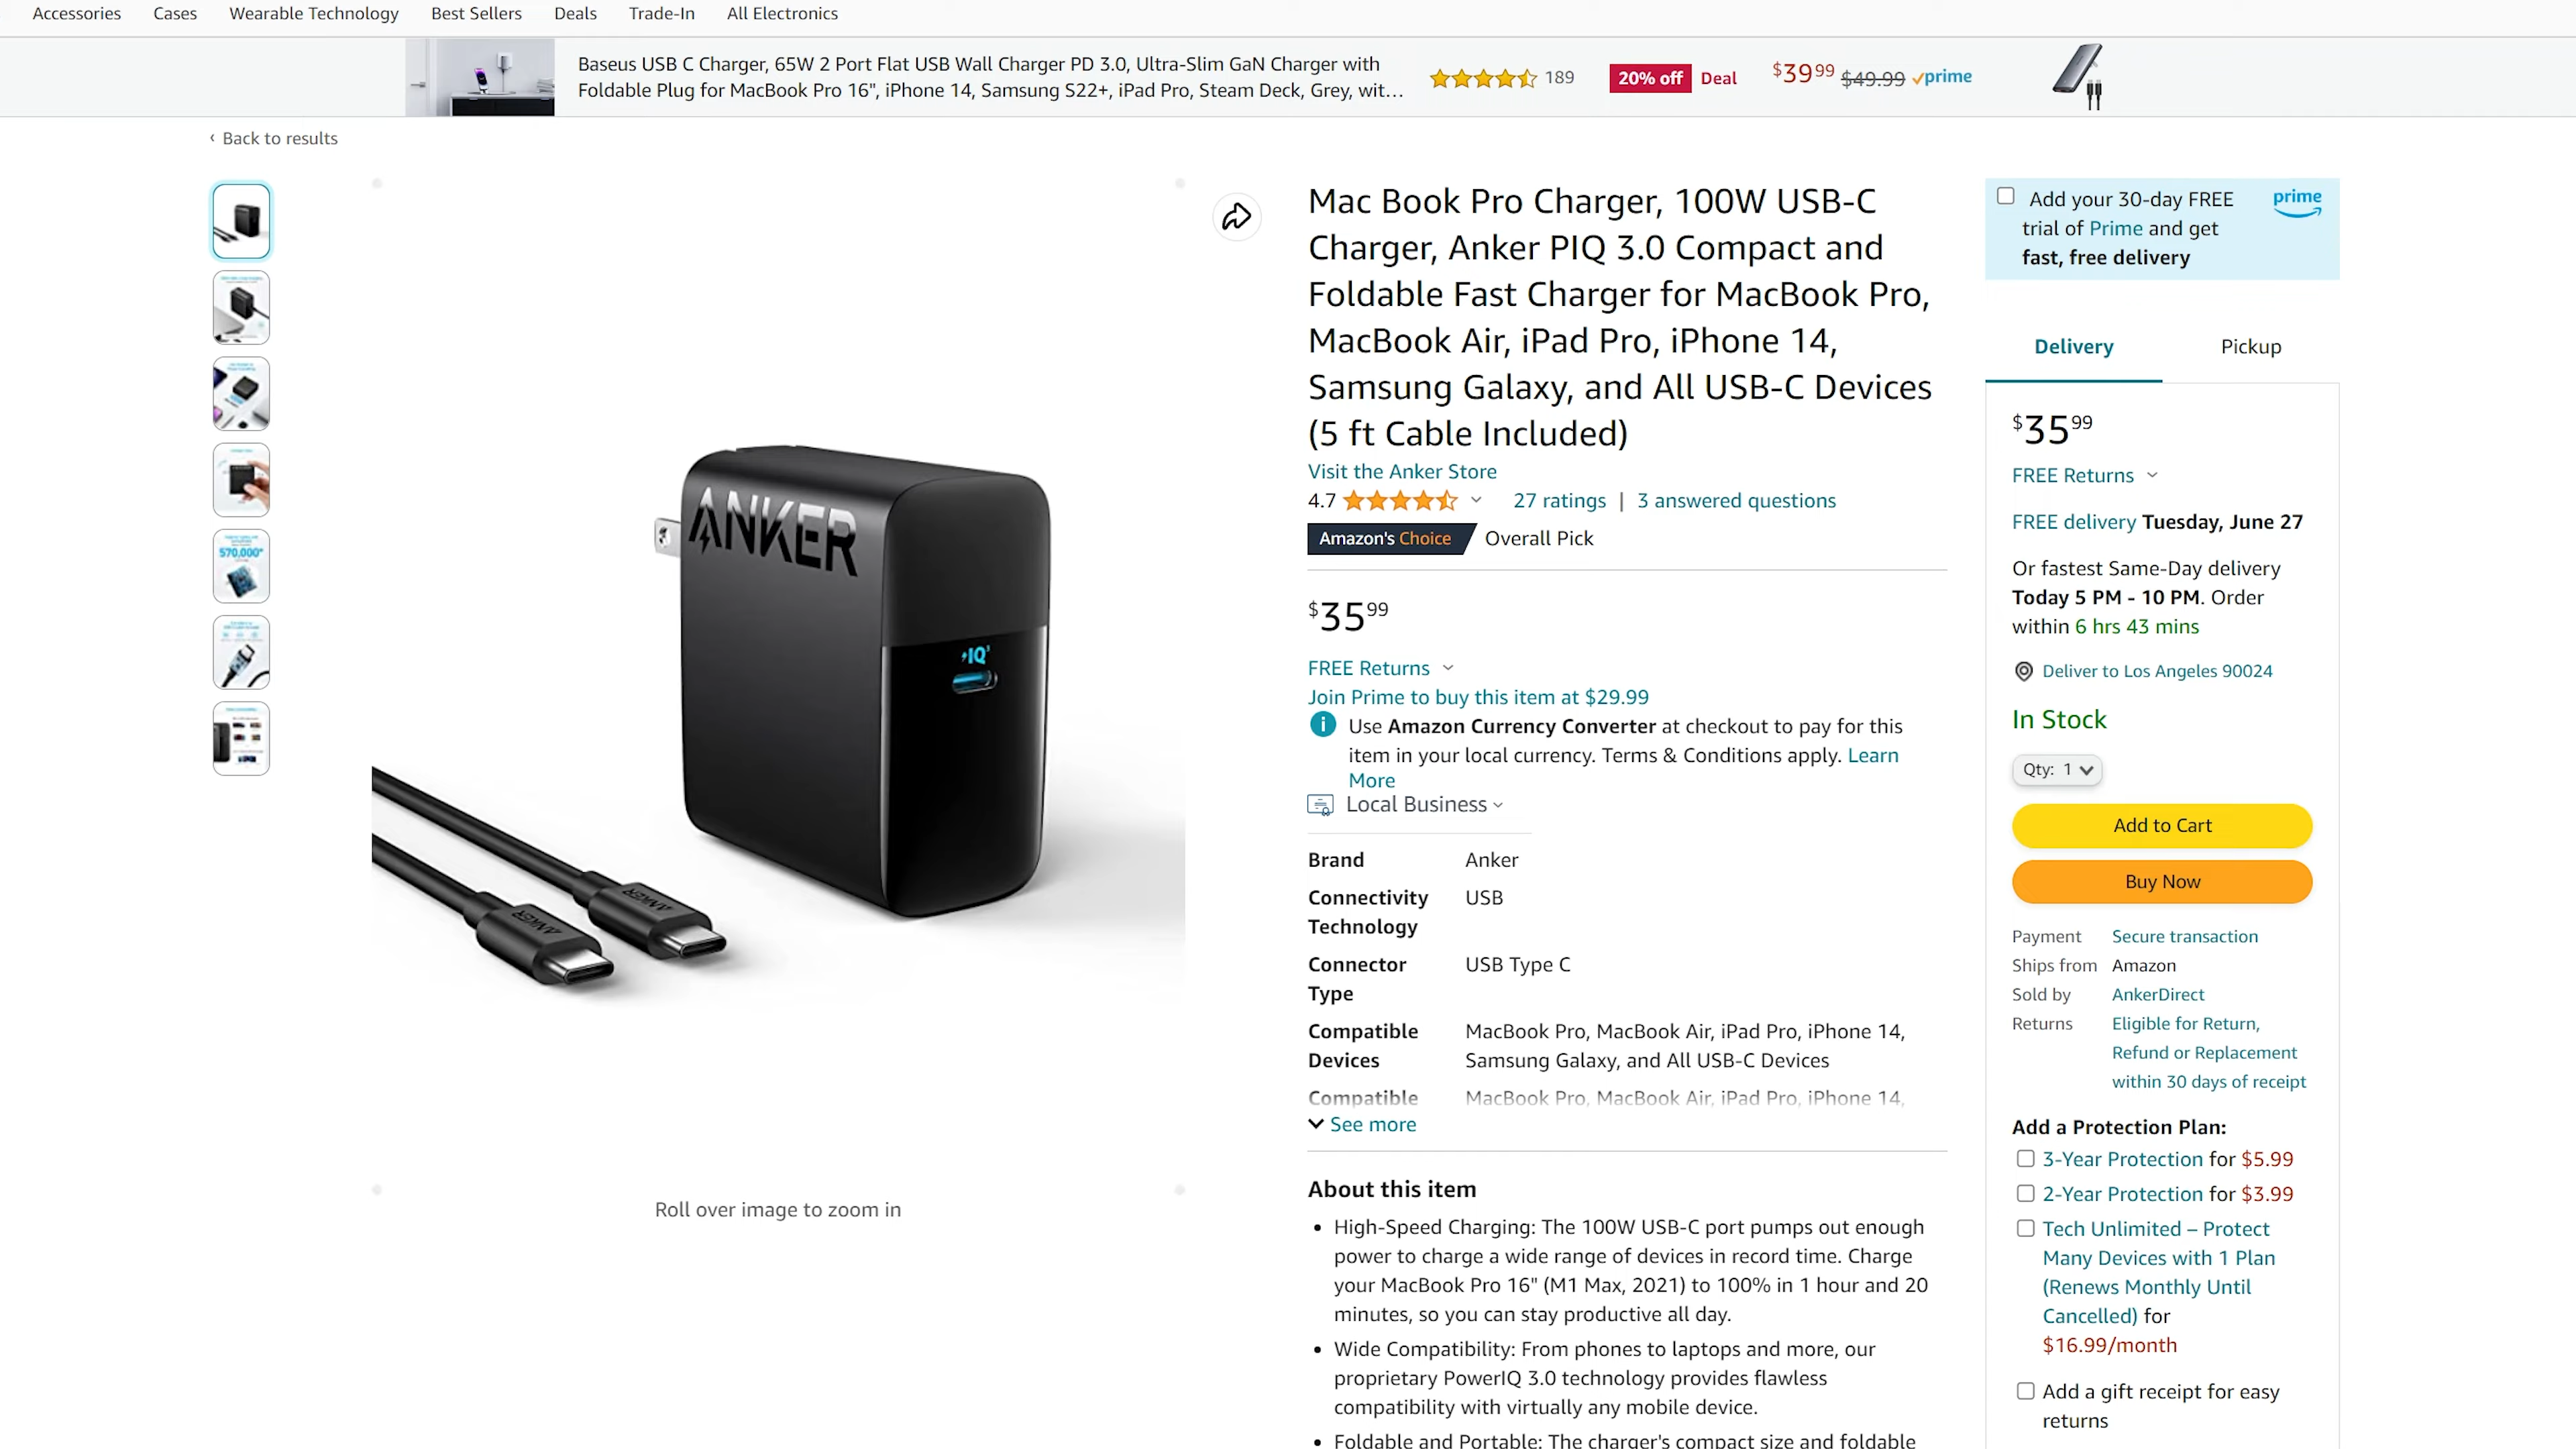 Accessories Cases Wearable Technology Best Sellers Deals Trade-In All Electronics
Baseus USB C Charger, 65W 2 Port Flat USB Wall Charger PD 3.0, Ultra-Slim GaN Charger with
Foldable Plug for MacBook Pro 16", iPhone 14, Samsung S22+, iPad Pro, Steam Deck, Grey, wit...
189
20% off Deal
$39 99 $49.99 prime
‹ Back to results
570,000+
ANKER
IQ³
ANKER
ANKER
Roll over image to zoom in
Mac Book Pro Charger, 100W USB-C
Charger, Anker PIQ 3.0 Compact and
Foldable Fast Charger for MacBook Pro,
MacBook Air, iPad Pro, iPhone 14,
Samsung Galaxy, and All USB-C Devices
(5 ft Cable Included)
Visit the Anker Store
4.7 27 ratings | 3 answered questions
Amazon's Choice Overall Pick
$35 99
FREE Returns
Join Prime to buy this item at $29.99
i Use Amazon Currency Converter at checkout to pay for this
item in your local currency. Terms & Conditions apply. Learn
More
Local Business
Brand Anker
Connectivity USB
Technology
Connector USB Type C
Type
Compatible MacBook Pro, MacBook Air, iPad Pro, iPhone 14,
Devices Samsung Galaxy, and All USB-C Devices
Compatible MacBook Pro, MacBook Air, iPad Pro, iPhone 14,
See more
About this item
• High-Speed Charging: The 100W USB-C port pumps out enough
power to charge a wide range of devices in record time. Charge
your MacBook Pro 16" (M1 Max, 2021) to 100% in 1 hour and 20
minutes, so you can stay productive all day.
• Wide Compatibility: From phones to laptops and more, our
proprietary PowerIQ 3.0 technology provides flawless
compatibility with virtually any mobile device.
• Foldable and Portable: The charger's compact size and foldable
Add your 30-day FREE
trial of Prime and get
fast, free delivery
prime
Delivery Pickup
$35 99
FREE Returns
FREE delivery Tuesday, June 27
Or fastest Same-Day delivery
Today 5 PM - 10 PM. Order
within 6 hrs 43 mins
Deliver to Los Angeles 90024
In Stock
Qty: 1
Add to Cart
Buy Now
Payment Secure transaction
Ships from Amazon
Sold by AnkerDirect
Returns Eligible for Return,
Refund or Replacement
within 30 days of receipt
Add a Protection Plan:
3-Year Protection for $5.99
2-Year Protection for $3.99
Tech Unlimited – Protect
Many Devices with 1 Plan
(Renews Monthly Until
Cancelled) for
$16.99/month
Add a gift receipt for easy
returns